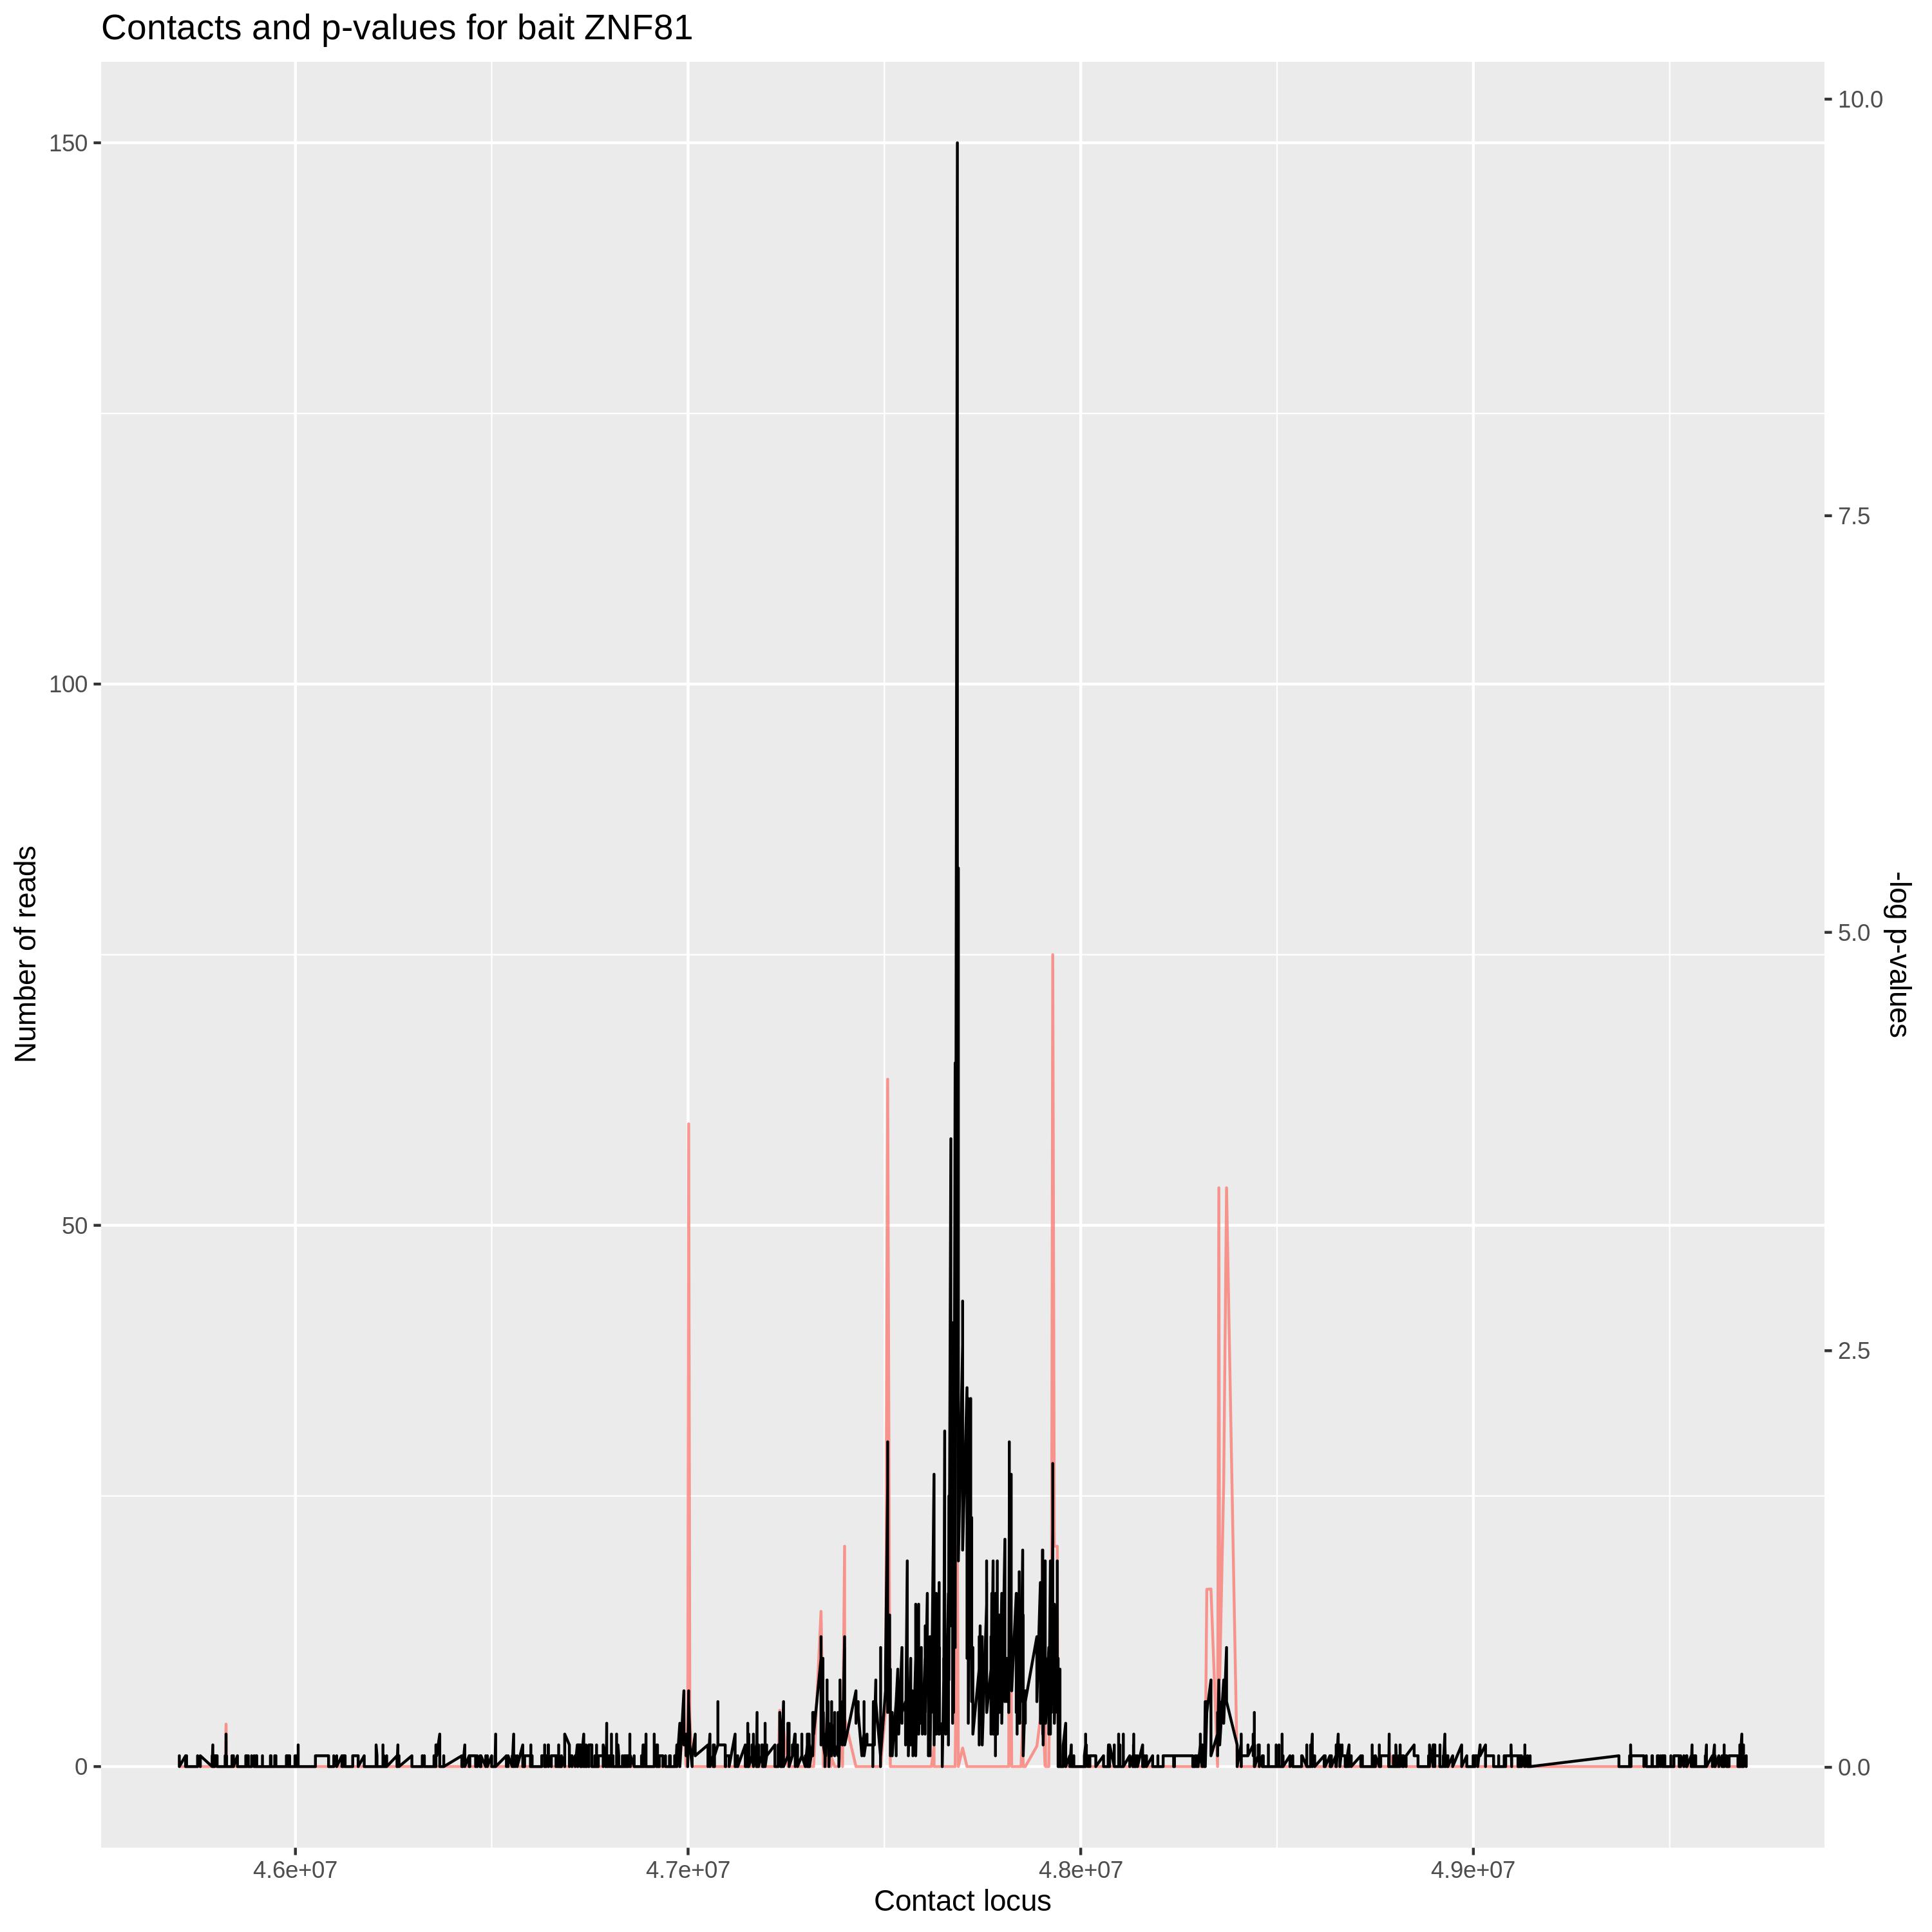 Contacts and p-values for bait ZNF81
150
100
50
0
Number of reads
10.0
7.5
5.0
2.5
0.0
-log p-values
4.6e+07
4.7e+07
4.8e+07
4.9e+07
Contact locus